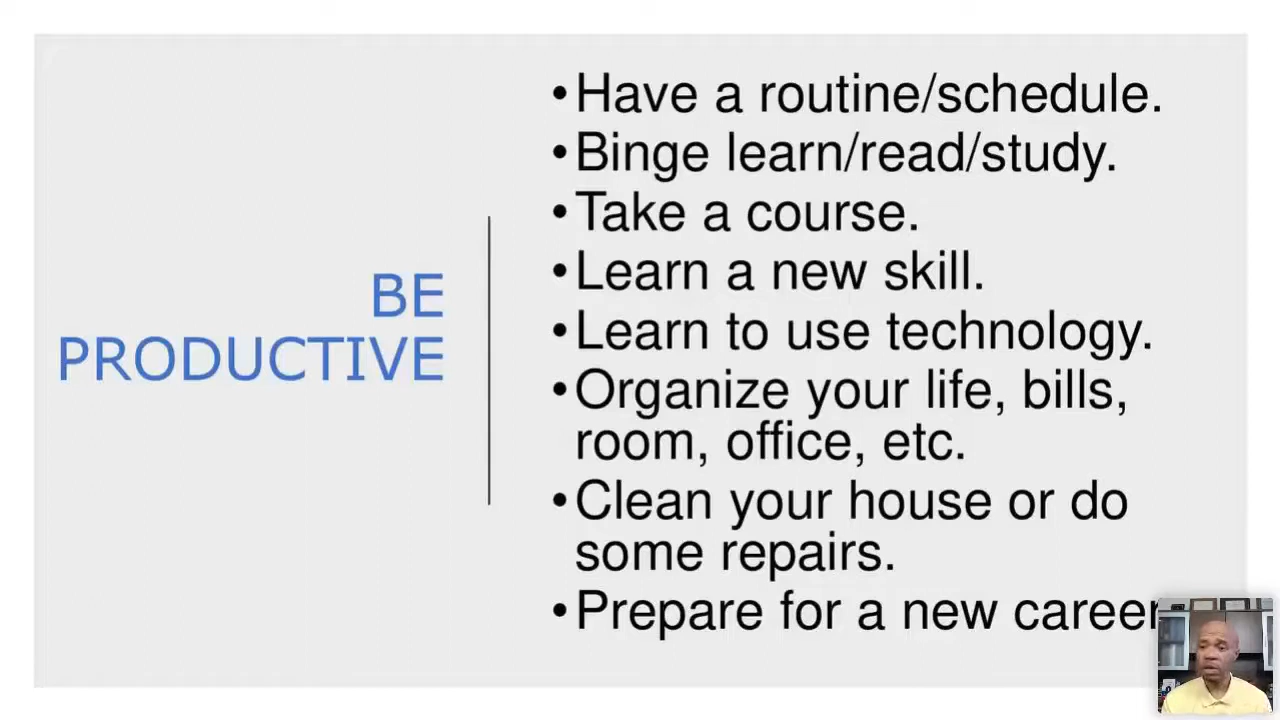 BE
PRODUCTIVE
•Have a routine/schedule.
•Binge learn/read/study.
•Take a course.
•Learn a new skill.
•Learn to use technology.
•Organize your life, bills,
room, office, etc.
•Clean your house or do
some repairs.
•Prepare for a new career